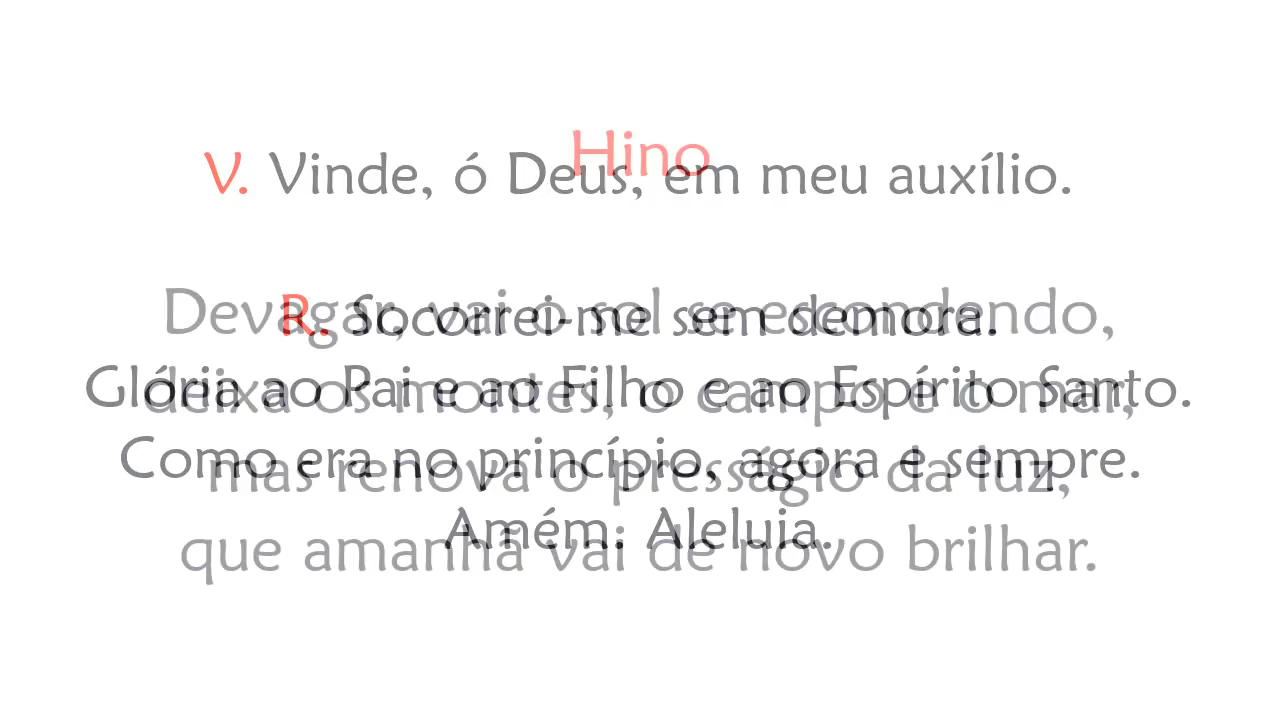 V. Vinde, ó Deus, em meu auxílio.
R. Socorrei-me sem demora.
Glória ao Pai e ao Filho e ao Espírito Santo.
Como era no princípio, agora e sempre.
Amém. Aleluia.
Hino
Devagar, vai o sol se escondendo,
deixa os montes, o campo e o mar,
mas renova o presságio da luz,
que amanhã vai de novo brilhar.